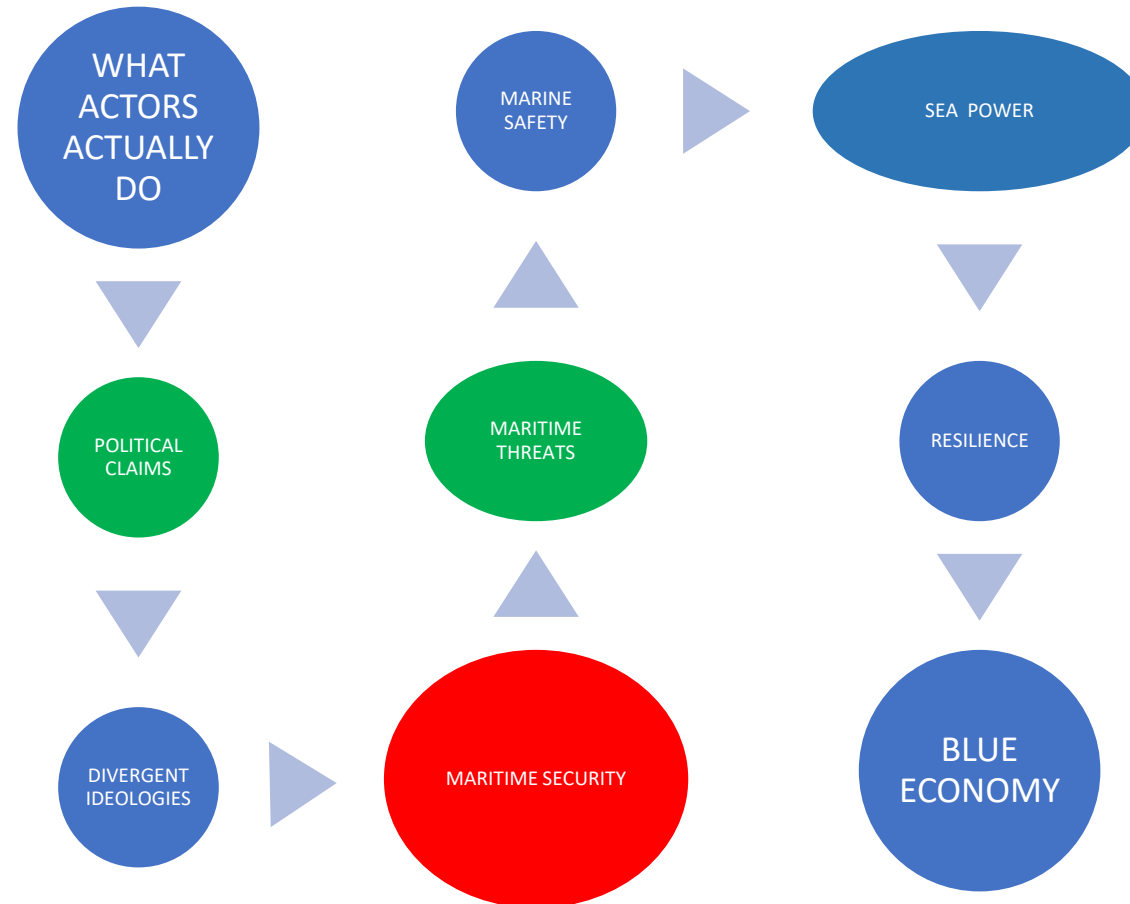 WHAT
ACTORS
ACTUALLY
DO
POLITICAL
CLAIMS
DIVERGENT
IDEOLOGIES
MARITIME SECURITY
MARITIME
THREATS
MARINE
SAFETY
SEA POWER
RESILIENCE
BLUE
ECONOMY